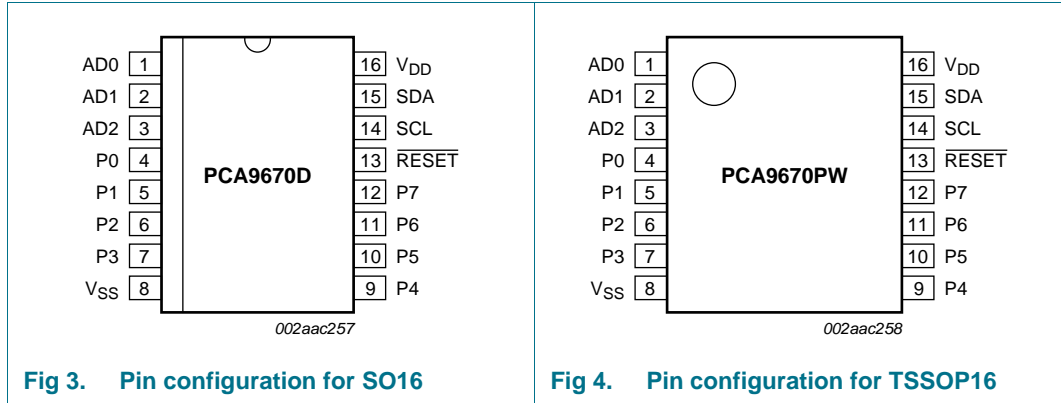 AD0 1
AD1 2
AD2 3
P0 4
P1 5
P2 6
P3 7
VSS 8
PCA9670D
16 VDD
15 SDA
14 SCL
13 RESET
12 P7
11 P6
10 P5
9 P4
002aac257
Fig 3. Pin configuration for SO16
AD0 1
AD1 2
AD2 3
P0 4
P1 5
P2 6
P3 7
VSS 8
PCA9670PW
16 VDD
15 SDA
14 SCL
13 RESET
12 P7
11 P6
10 P5
9 P4
002aac258
Fig 4. Pin configuration for TSSOP16